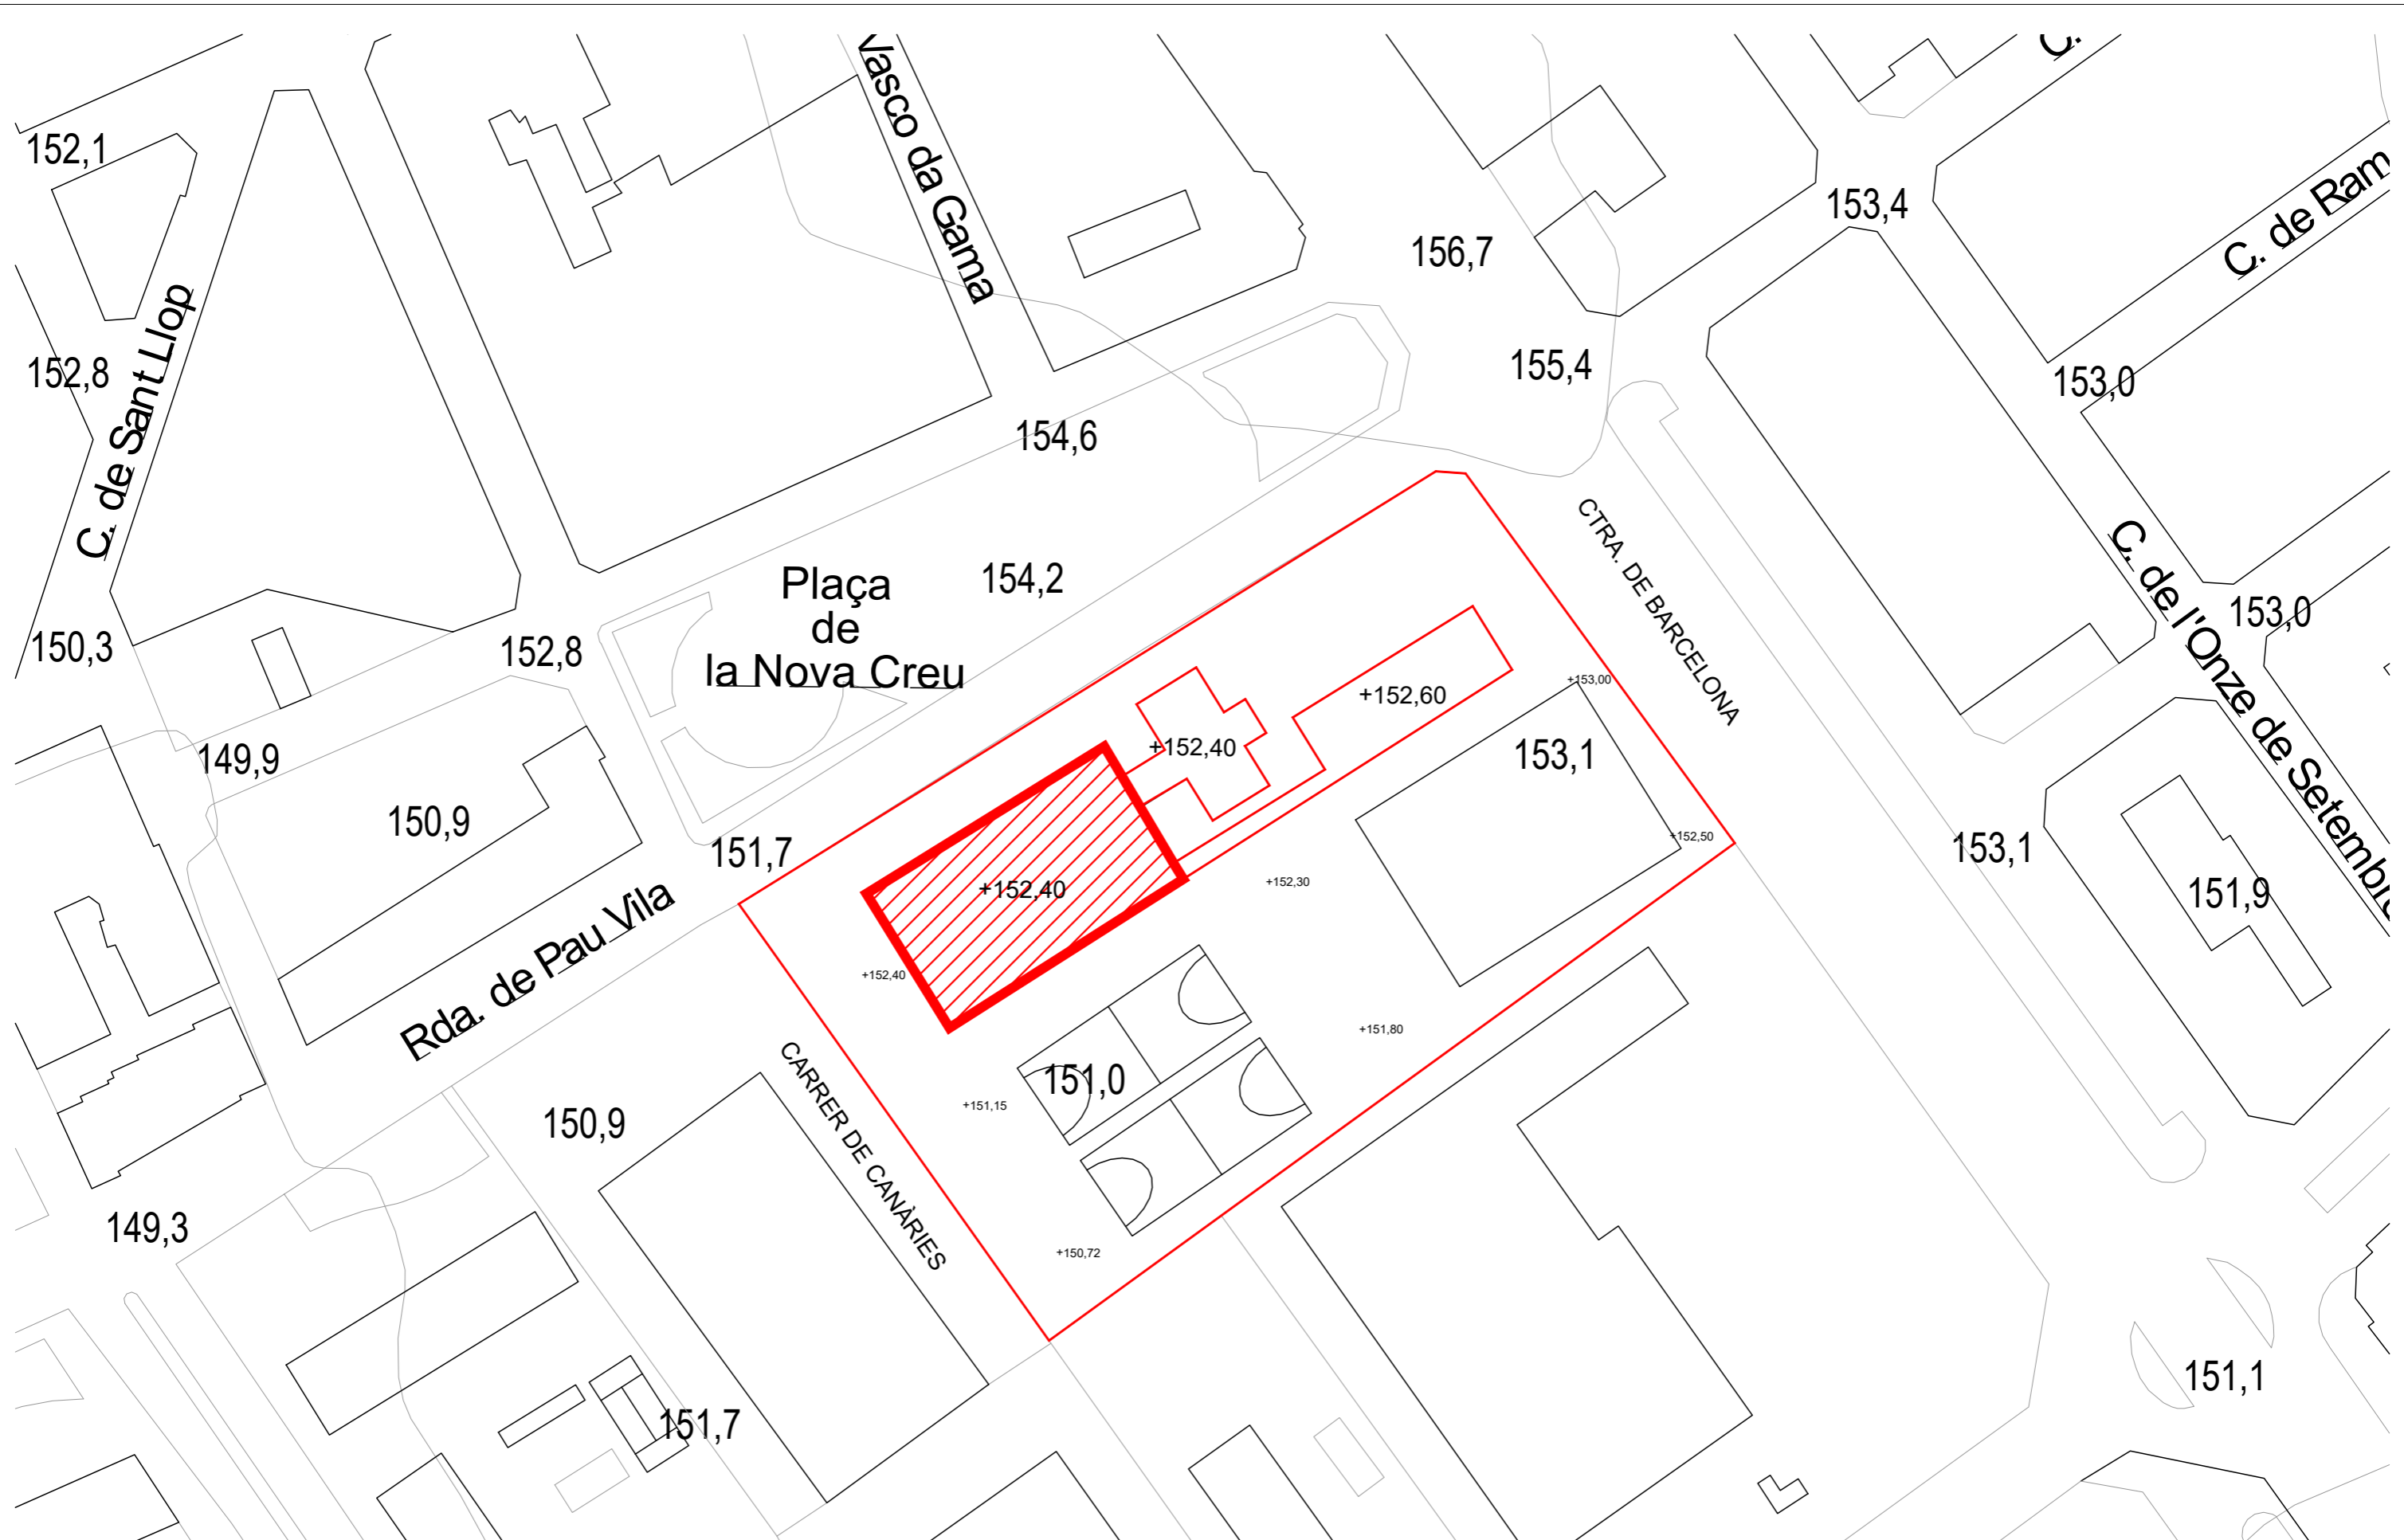 Vasco da Gama
C.
152,1
C. de Ram
153,4
156,7
C. de Sant Llop
152,8
155,4
153,0
154,6
CTRA. DE BARCELONA
C. de l'Onze de Setembre
Plaça
de
la Nova Creu
154,2
153,0
150,3
152,8
+153,00
+152,60
+152,40
153,1
149,9
150,9
151,7
+152,50
153,1
+152,40
+152,30
151,9
Rda. de Pau Vila
+152,40
+151,80
151,0
+151,15
150,9
CARRER DE CANÀRIES
149,3
+150,72
151,1
151,7